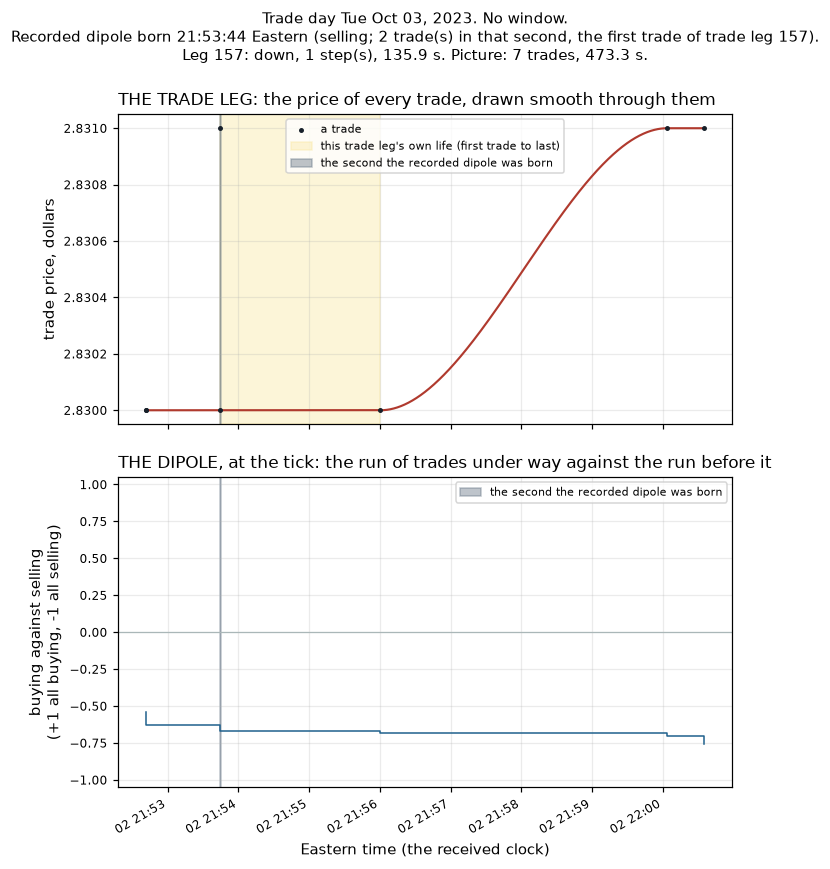 Trade day Tue Oct 03, 2023. No window.
Recorded dipole born 21:53:44 Eastern (selling; 2 trade(s) in that second, the first trade of trade leg 157).
Leg 157: down, 1 step(s), 135.9 s. Picture: 7 trades, 473.3 s.
THE TRADE LEG: the price of every trade, drawn smooth through them
a trade
this trade leg's own life (first trade to last)
the second the recorded dipole was born
trade price, dollars
2.8310
2.8308
2.8306
2.8304
2.8302
2.8300
THE DIPOLE, at the tick: the run of trades under way against the run before it
the second the recorded dipole was born
buying against selling
(+1 all buying, -1 all selling)
1.00
0.75
0.50
0.25
0.00
−0.25
−0.50
−0.75
−1.00
02 21:53
02 21:54
02 21:55
02 21:56
02 21:57
02 21:58
02 21:59
02 22:00
Eastern time (the received clock)